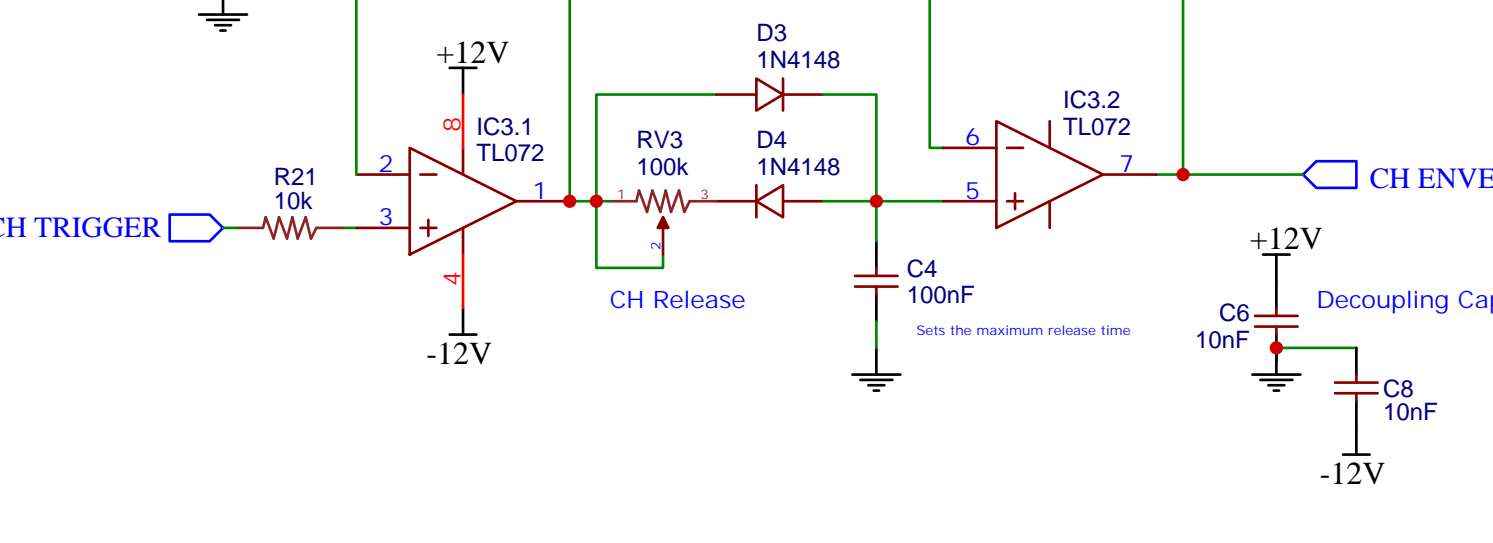 D3
1N4148
+12V
IC3.2
TL072
8
IC3.1
TL072
RV3
100k
D4
1N4148
6
2
R21
10k
7
1
1
3
5
CH ENVE
3
CH TRIGGER
2
+12V
4
C4
100nF
CH Release
Decoupling Cap
C6
10nF
Sets the maximum release time
-12V
C8
10nF
-12V